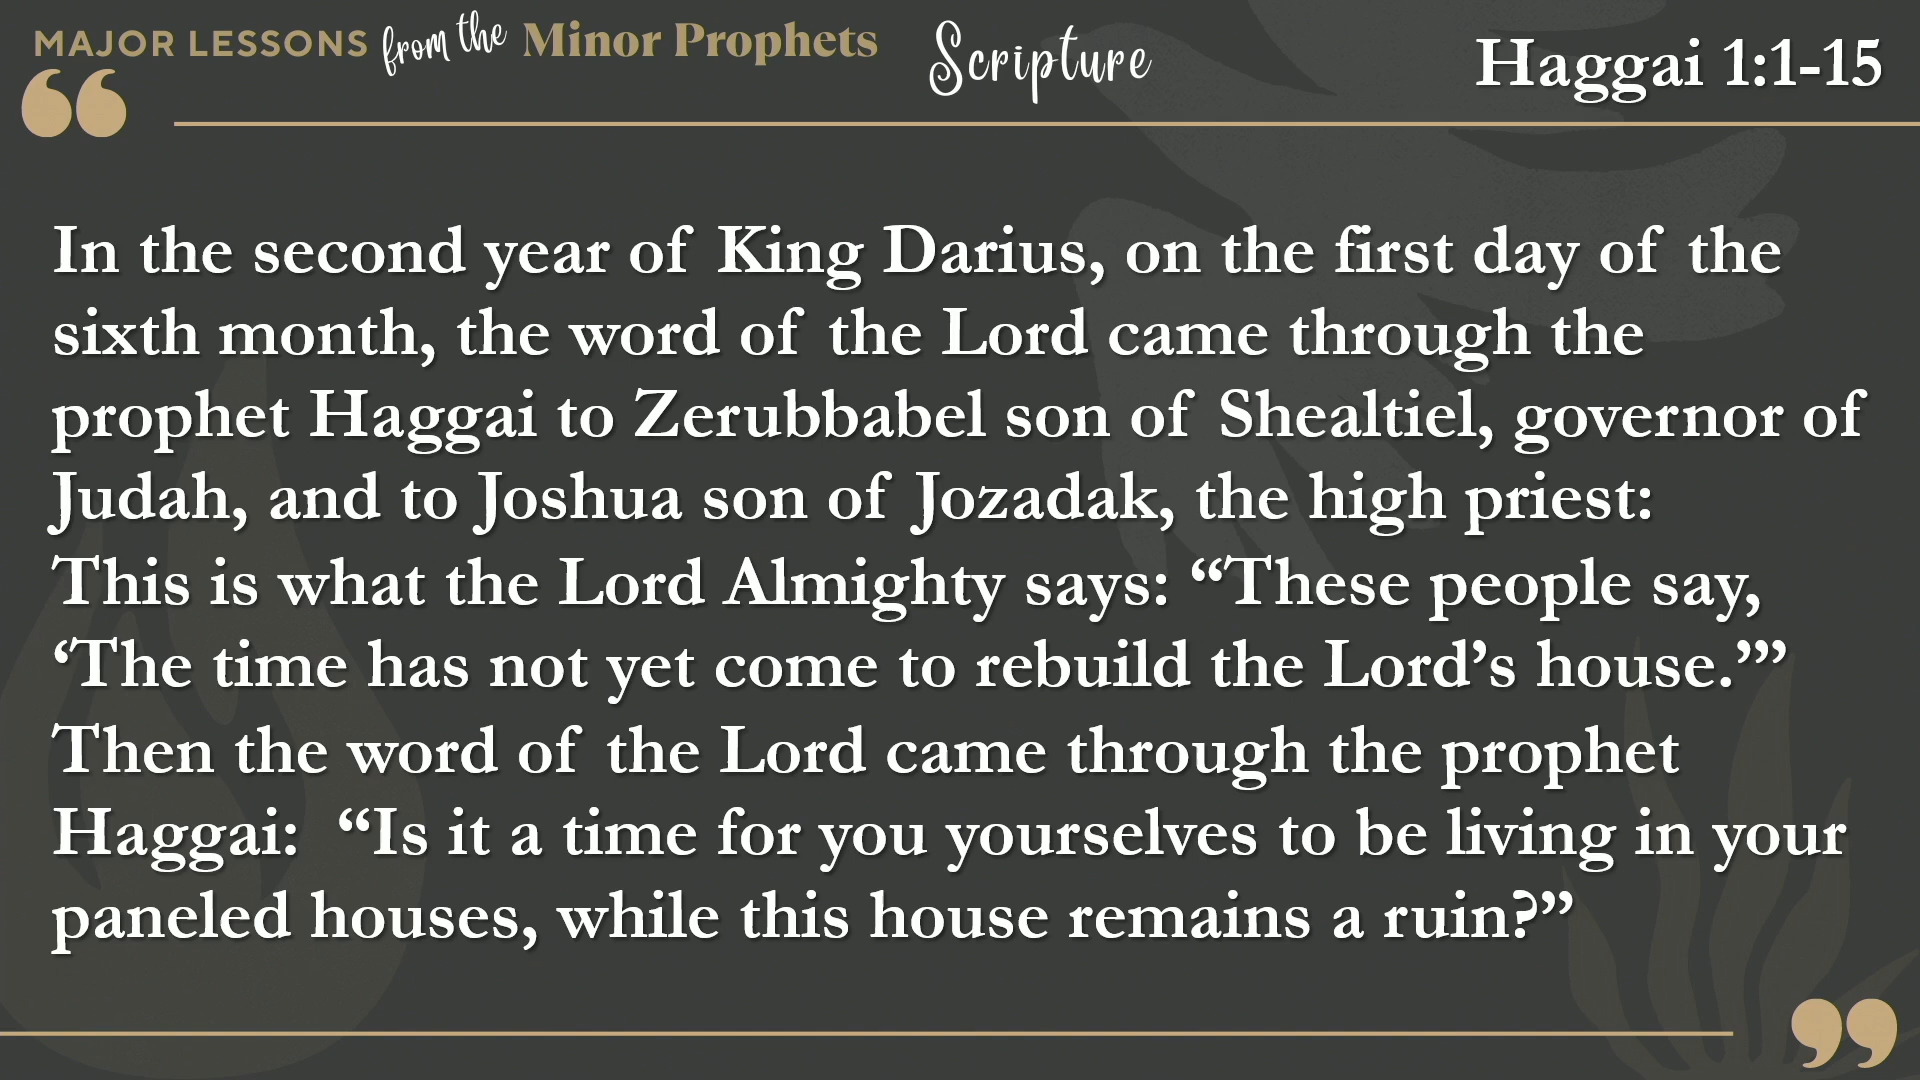 MAJOR LESSONS from the Minor Prophets Scripture Haggai 1:1-15
In the second year of King Darius, on the first day of the
sixth month, the word of the Lord came through the
prophet Haggai to Zerubbabel son of Shealtiel, governor of
Judah, and to Joshua son of Jozadak, the high priest:
This is what the Lord Almighty says: “These people say,
‘The time has not yet come to rebuild the Lord’s house.’”
Then the word of the Lord came through the prophet
Haggai: “Is it a time for you yourselves to be living in your
paneled houses, while this house remains a ruin?”